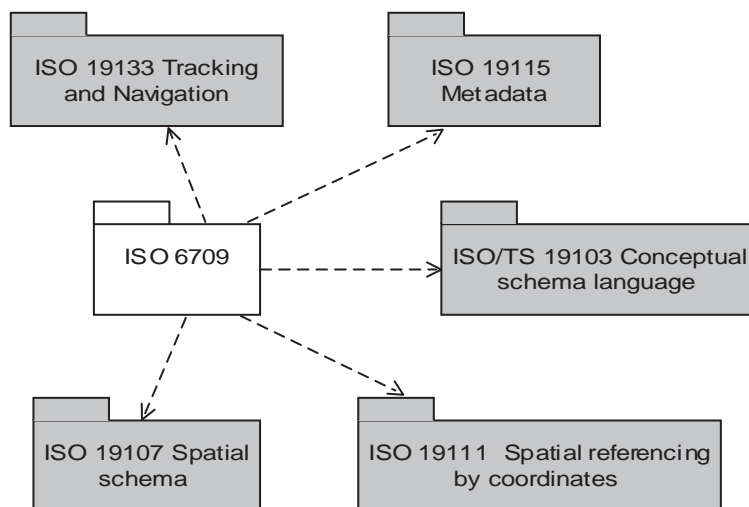 ISO 19133 Tracking
and Navigation
ISO 19115
Metadata
ISO 6709
ISO/TS 19103 Conceptual
schema language
ISO 19107 Spatial
schema
ISO 19111 Spatial referencing
by coordinates